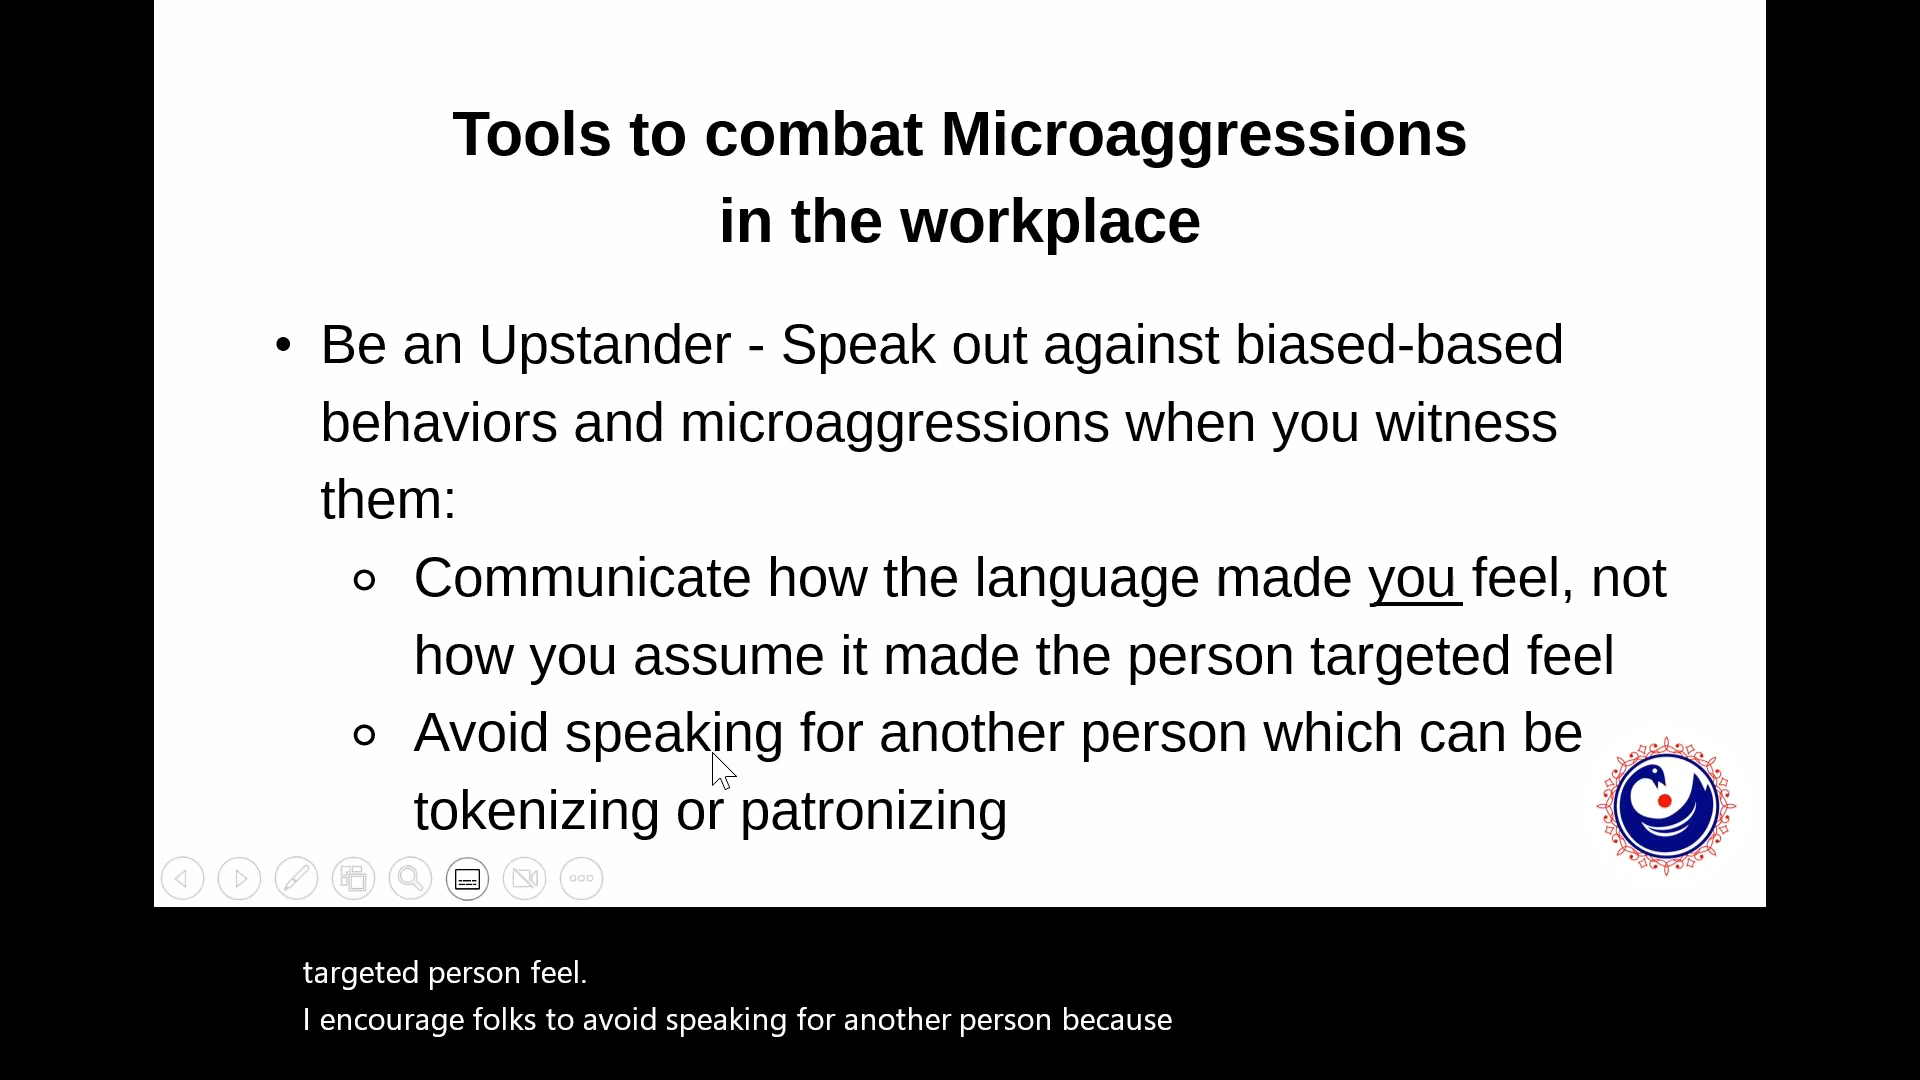 Tools to combat Microaggressions
in the workplace
• Be an Upstander - Speak out against biased-based
behaviors and microaggressions when you witness
them:
o Communicate how the language made you feel, not
how you assume it made the person targeted feel
o Avoid speaking for another person which can be
tokenizing or patronizing
targeted person feel.
I encourage folks to avoid speaking for another person because